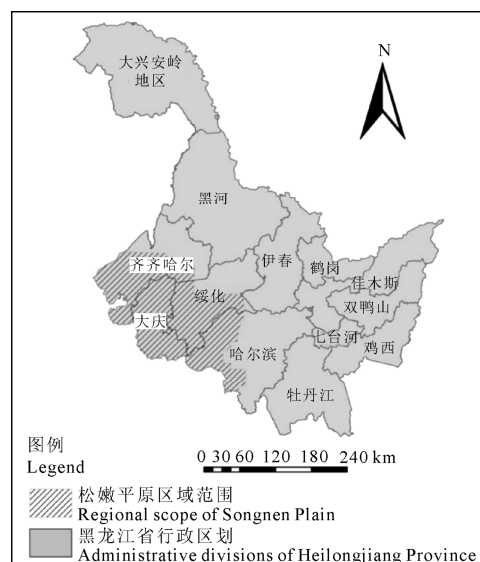 N
大兴安岭
地区
黑河
齐齐哈尔
伊春
鹤岗
佳木斯
绥化
双鸭山
大庆
七台河
哈尔滨
鸡西
牡丹江
图例
Legend
0 30 60 120 180 240 km
松嫩平原区域范围
Regional scope of Songnen Plain
黑龙江省行政区划
Administrative divisions of Heilongjiang Province